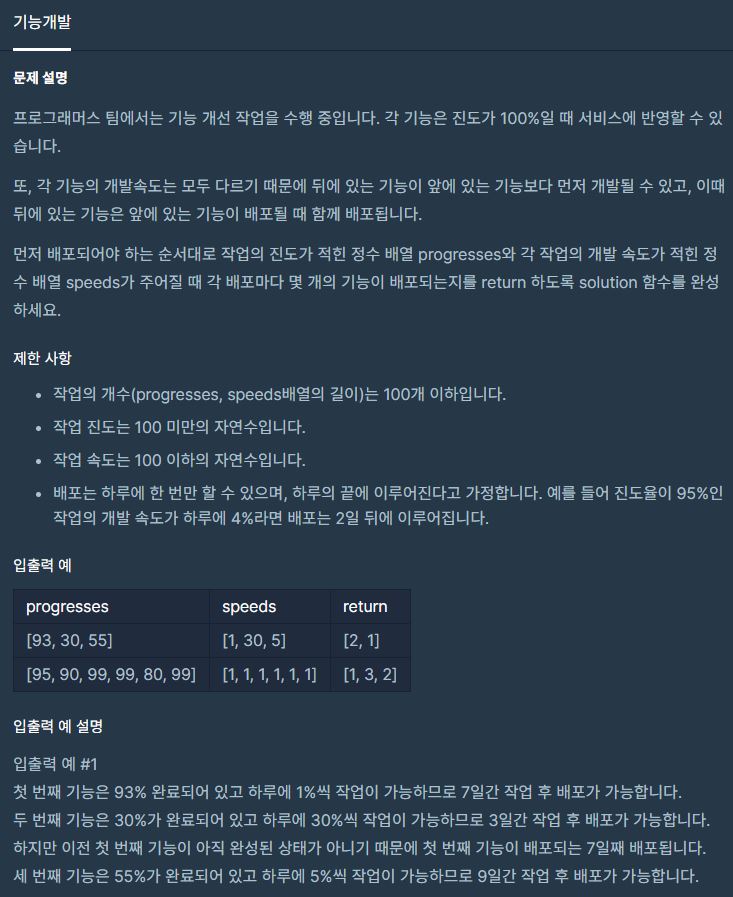 기능개발
문제 설명
프로그래머스 팀에서는 기능 개선 작업을 수행 중입니다. 각 기능은 진도가 100%일 때 서비스에 반영할 수 있
습니다.
또, 각 기능의 개발속도는 모두 다르기 때문에 뒤에 있는 기능이 앞에 있는 기능보다 먼저 개발될 수 있고, 이때
뒤에 있는 기능은 앞에 있는 기능이 배포될 때 함께 배포됩니다.
먼저 배포되어야 하는 순서대로 작업의 진도가 적힌 정수 배열 progresses와 각 작업의 개발 속도가 적힌 정
수 배열 speeds가 주어질 때 각 배포마다 몇 개의 기능이 배포되는지를 return 하도록 solution 함수를 완성
하세요.
제한 사항
• 작업의 개수(progresses, speeds배열의 길이)는 100개 이하입니다.
• 작업 진도는 100 미만의 자연수입니다.
• 작업 속도는 100 이하의 자연수입니다.
• 배포는 하루에 한 번만 할 수 있으며, 하루의 끝에 이루어진다고 가정합니다. 예를 들어 진도율이 95%인
작업의 개발 속도가 하루에 4%라면 배포는 2일 뒤에 이루어집니다.
입출력 예
progresses speeds return
[93, 30, 55] [1, 30, 5] [2, 1]
[95, 90, 99, 99, 80, 99] [1, 1, 1, 1, 1, 1] [1, 3, 2]
입출력 예 설명
입출력 예 #1
첫 번째 기능은 93% 완료되어 있고 하루에 1%씩 작업이 가능하므로 7일간 작업 후 배포가 가능합니다.
두 번째 기능은 30%가 완료되어 있고 하루에 30%씩 작업이 가능하므로 3일간 작업 후 배포가 가능합니다.
하지만 이전 첫 번째 기능이 아직 완성된 상태가 아니기 때문에 첫 번째 기능이 배포되는 7일째 배포됩니다.
세 번째 기능은 55%가 완료되어 있고 하루에 5%씩 작업이 가능하므로 9일간 작업 후 배포가 가능합니다.